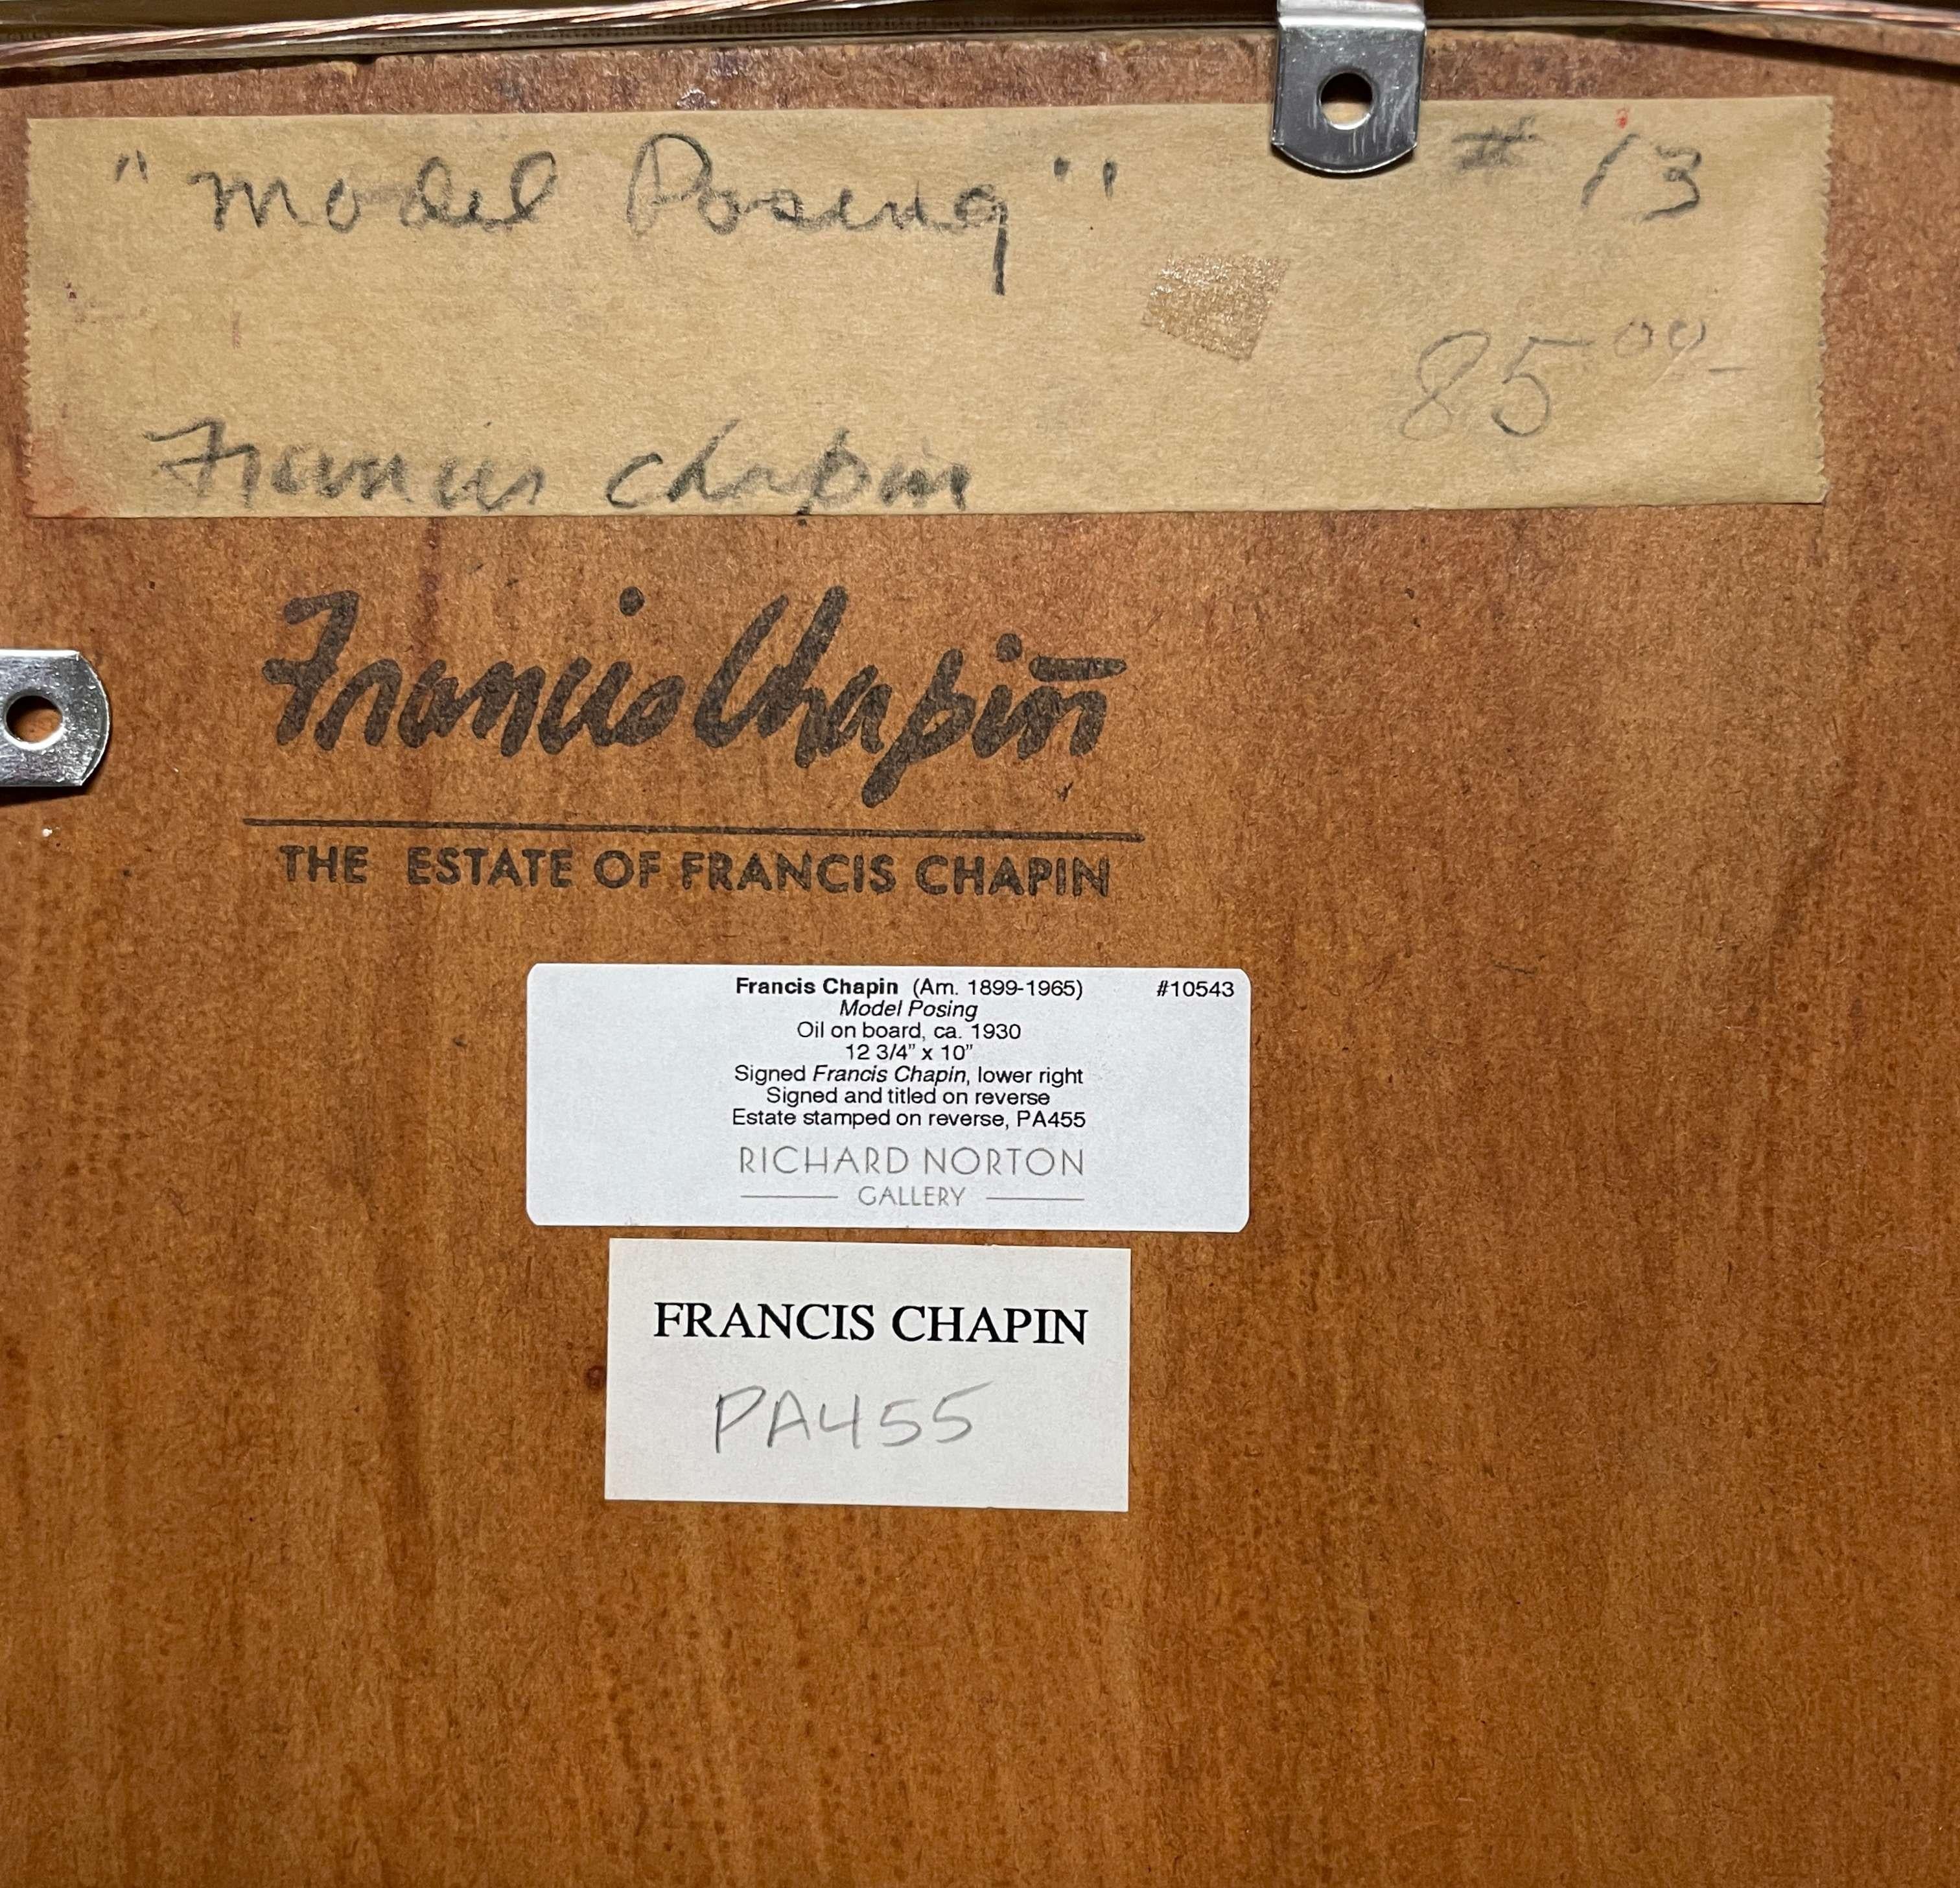 "Model Posing" # 13
85 00
Francis Chapin
Francis Chapin
THE ESTATE OF FRANCIS CHAPIN
Francis Chapin (Am. 1899-1965) #10543
Model Posing
Oil on board, ca. 1930
12 3/4” x 10”
Signed Francis Chapin, lower right
Signed and titled on reverse
Estate stamped on reverse, PA455
RICHARD NORTON
GALLERY
FRANCIS CHAPIN
PA455